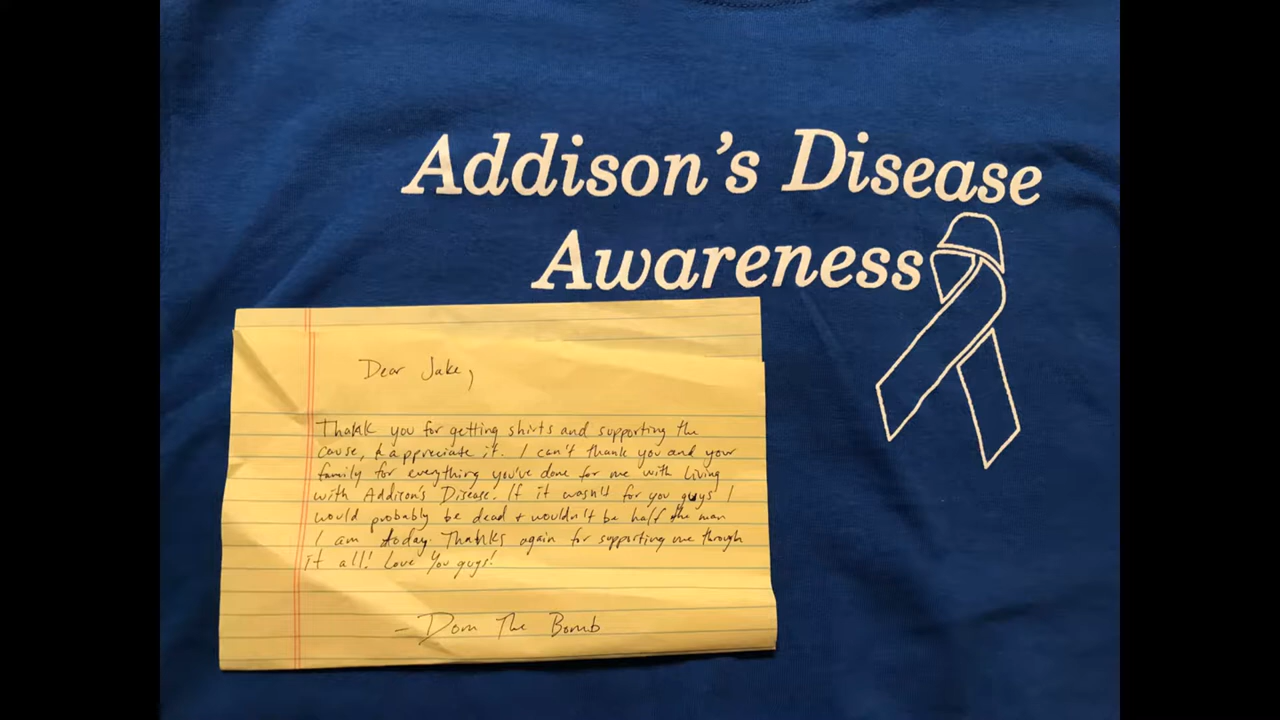 Addison's Disease
Awareness
Dear Jake,
Thank you for getting shirts and supporting the
cause, I appreciate it. I can't thank you and your
family for everything you've done for me with living
with Addison's Disease. If it wasn't for you guys I
would probably be dead + wouldn't be half the man
I am today. Thanks again for supporting me through
it all! Love You guys!
- Dom The Bomb